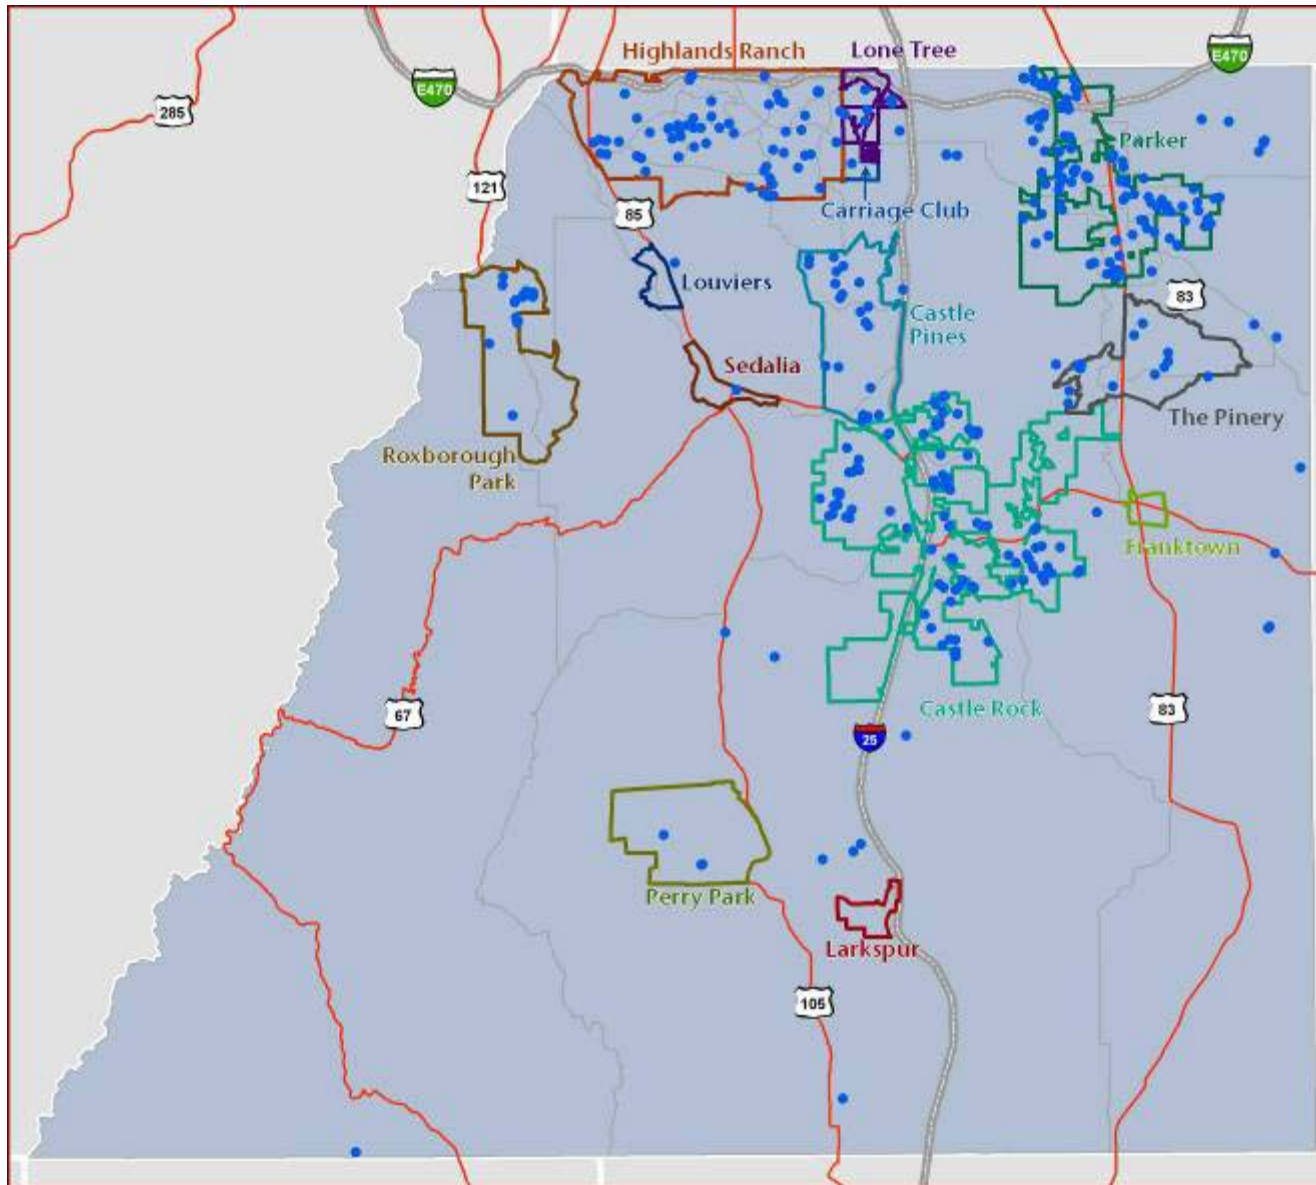 Highlands Ranch
Lone Tree
E470
E470
285
Parker
121
85
Carriage Club
Louviers
83
Castle
Pines
Sedalia
The Pinery
Roxborough
Park
Franktown
67
Castle Rock
83
25
Perry Park
Larkspur
105